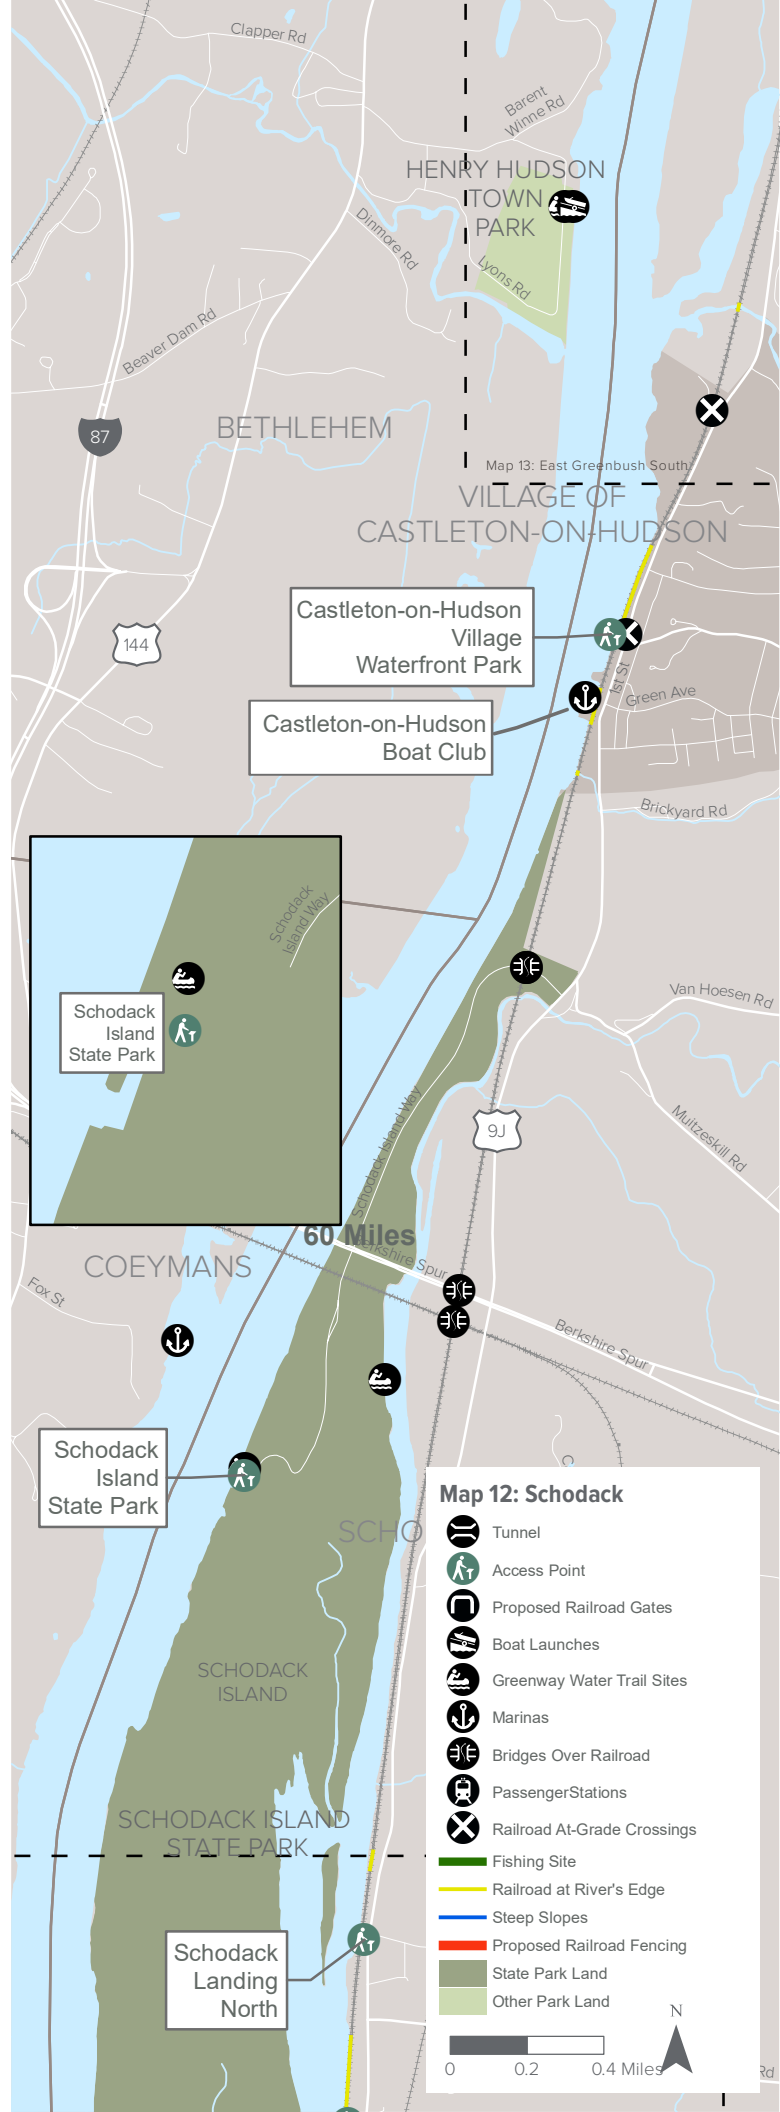 Clapper Rd
Barent
Winne Rd
HENRY HUDSON
TOWN
PARK
Dinmore Rd
Lyons Rd
Beaver Dam Rd
87
BETHLEHEM
Map 13: East Greenbush South
VILLAGE OF
CASTLETON-ON-HUDSON
Castleton-on-Hudson
Village
Waterfront Park
144
1st St
Green Ave
Castleton-on-Hudson
Boat Club
Brickyard Rd
Schodack
Island Way
Schodack
Island
State Park
Van Hoesen Rd
Schodack Island Way
9J
Muitzeskill Rd
60 Miles
Berkshire Spur
COEYMANS
Fox St
Berkshire Spur
Schodack
Island
State Park
SCHO
SCHODACK
ISLAND
SCHODACK ISLAND
STATE PARK
Schodack
Landing
North
Map 12: Schodack
Tunnel
Access Point
Proposed Railroad Gates
Boat Launches
Greenway Water Trail Sites
Marinas
Bridges Over Railroad
PassengerStations
Railroad At-Grade Crossings
Fishing Site
Railroad at River's Edge
Steep Slopes
Proposed Railroad Fencing
State Park Land
Other Park Land
N
0 0.2 0.4 Miles
Rd